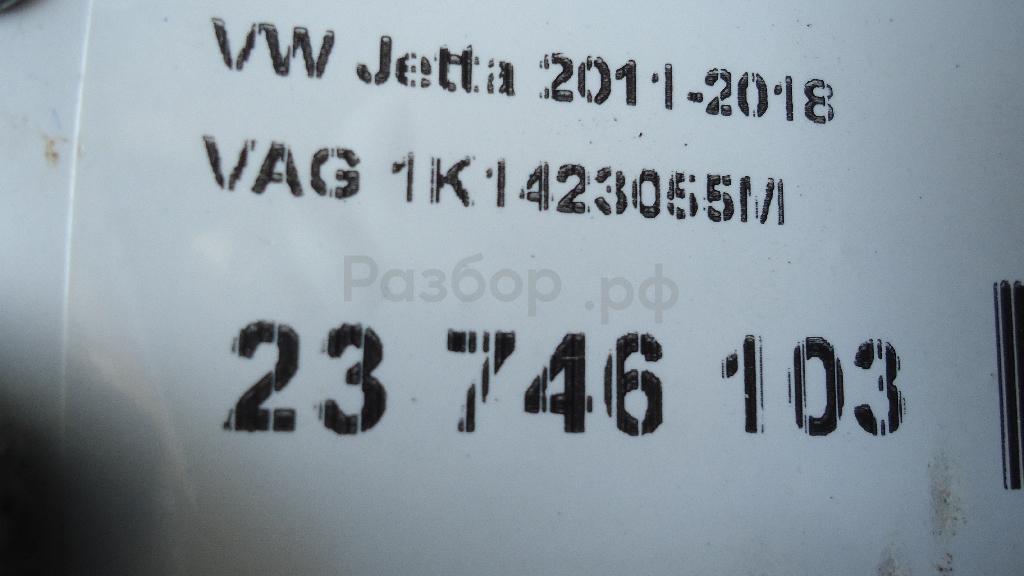 VW Jetta 2011-2018
VAG 1K1423055M
Разбор.рф
23 746 103